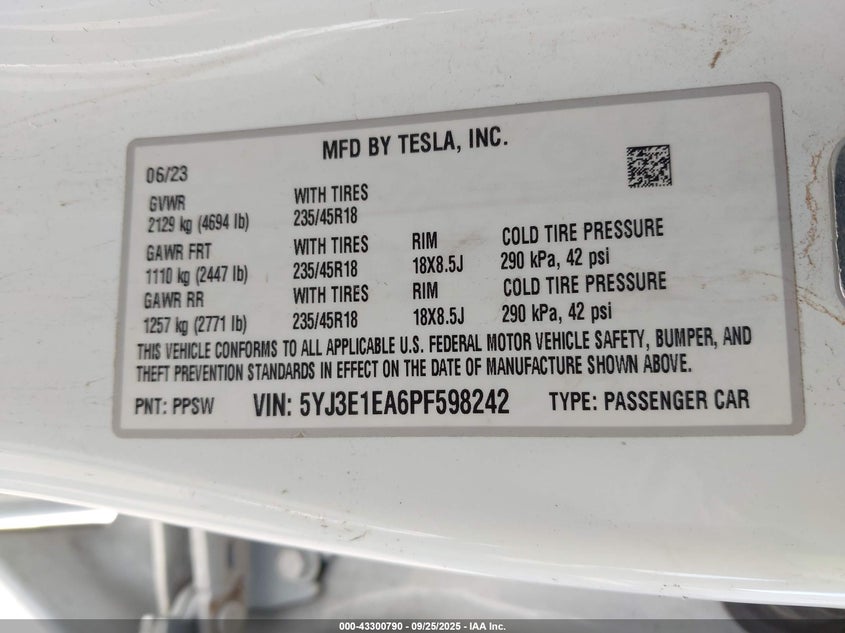 MFD BY TESLA, INC.
06/23
GVWR WITH TIRES
2129 kg (4694 lb) 235/45R18
GAWR FRT WITH TIRES RIM COLD TIRE PRESSURE
1110 kg (2447 lb) 235/45R18 18X8.5J 290 kPa, 42 psi
GAWR RR WITH TIRES RIM COLD TIRE PRESSURE
1257 kg (2771 lb) 235/45R18 18X8.5J 290 kPa, 42 psi
THIS VEHICLE CONFORMS TO ALL APPLICABLE U.S. FEDERAL MOTOR VEHICLE SAFETY, BUMPER, AND
THEFT PREVENTION STANDARDS IN EFFECT ON THE DATE OF MANUFACTURE SHOWN ABOVE.
PNT: PPSW VIN: 5YJ3E1EA6PF598242 TYPE: PASSENGER CAR
000-43300790 - 09/25/2025 - IAA Inc.